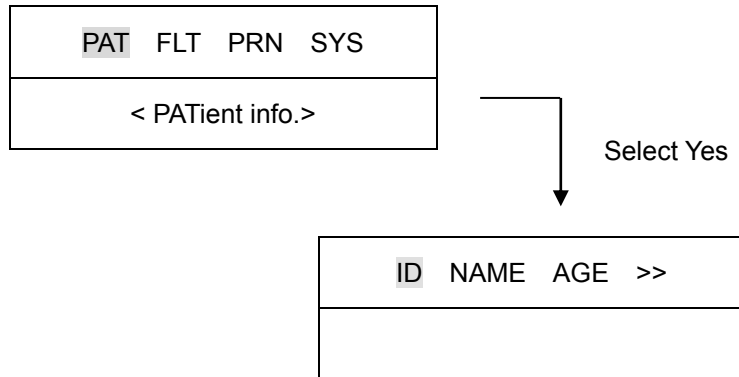 PAT FLT PRN SYS
< PATient info.>
Select Yes
ID NAME AGE >>